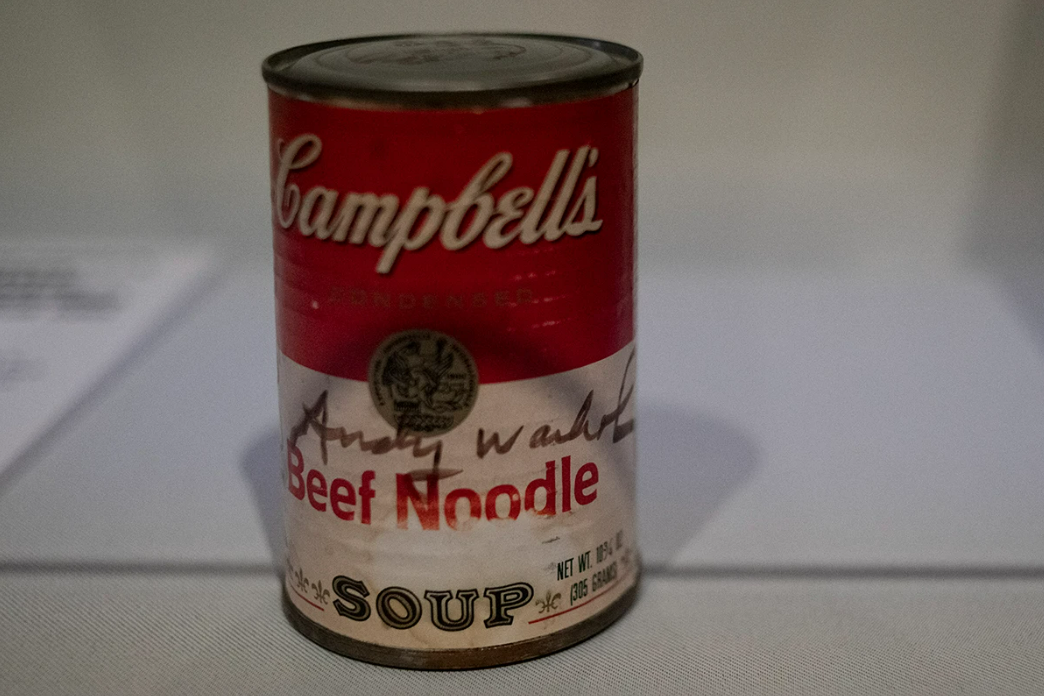 Campbell's
CONDENSED
Andy Warhol
Beef Noodle
SOUP
NET WT. 10¾ OZ.
(305 GRAMS)